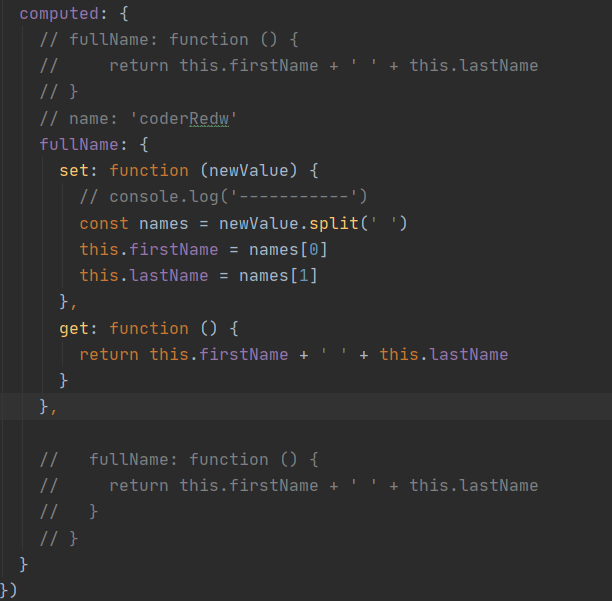 computed: {
// fullName: function () {
//     return this.firstName + ' ' + this.lastName
// }
// name: 'coderRedw'
fullName: {
set: function (newValue) {
// console.log('-----------')
const names = newValue.split(' ')
this.firstName = names[0]
this.lastName = names[1]
},
get: function () {
return this.firstName + ' ' + this.lastName
}
},
//   fullName: function () {
//     return this.firstName + ' ' + this.lastName
//   }
// }
}
})